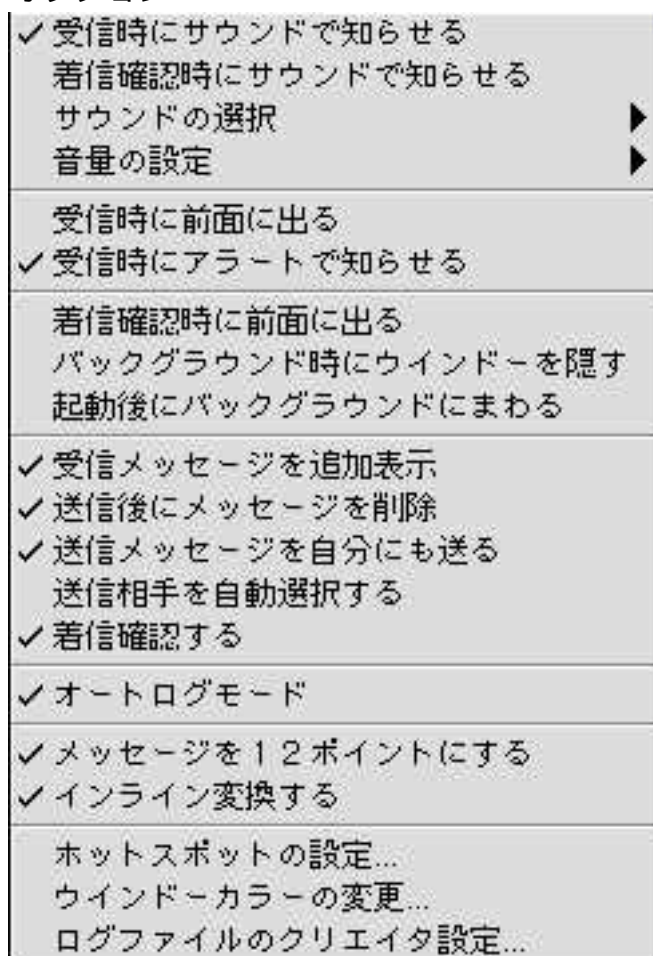 ✓受信時にサウンドで知らせる
着信確認時にサウンドで知らせる
サウンドの選択
音量の設定
受信時に前面に出る
✓受信時にアラートで知らせる
着信確認時に前面に出る
バックグラウンド時にウインドーを隠す
起動後にバックグラウンドにまわる
✓受信メッセージを追加表示
✓送信後にメッセージを削除
✓送信メッセージを自分にも送る
送信相手を自動選択する
✓着信確認する
✓オートログモード
✓メッセージを12ポイントにする
✓インライン変換する
ホットスポットの設定...
ウインドーカラーの変更...
ログファイルのクリエイタ設定...